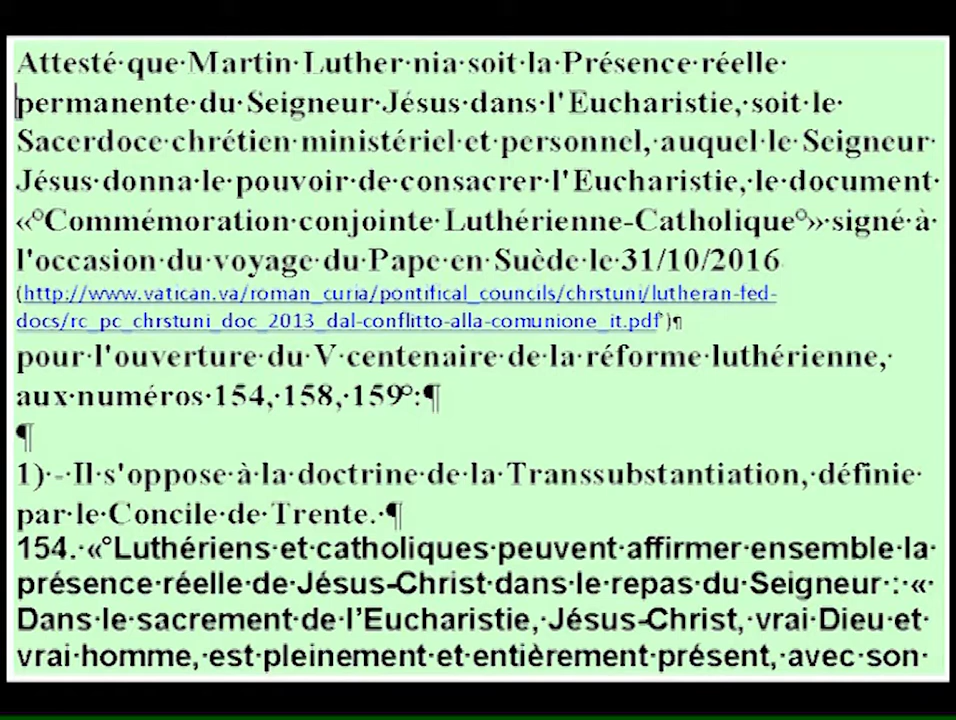 Attesté·que·Martin·Luther·nia·soit·la·Présence·réelle·
permanente·du·Seigneur·Jésus·dans·l'Eucharistie,·soit·le·
Sacerdoce·chrétien·ministériel·et·personnel,·auquel·le·Seigneur·
Jésus·donna·le·pouvoir·de·consacrer·l'Eucharistie,·le·document·
«°Commémoration·conjointe·Luthérienne-Catholique°»·signé·à·
l'occasion·du·voyage·du·Pape·en·Suède·le·31/10/2016
(http://www.vatican.va/roman_curia/pontifical_councils/chrstuni/lutheran-fed-
docs/rc_pc_chrstuni_doc_2013_dal-conflitto-alla-comunione_it.pdf°)¶
pour·l'ouverture·du·V·centenaire·de·la·réforme·luthérienne,·
aux·numéros·154,·158,·159°:¶
¶
1)·-·Il·s'oppose·à·la·doctrine·de·la·Transsubstantiation,·définie·
par·le·Concile·de·Trente.·¶
154.·«°Luthériens·et·catholiques·peuvent·affirmer·ensemble·la·
présence·réelle·de·Jésus-Christ·dans·le·repas·du·Seigneur·:·«·
Dans·le·sacrement·de·l’Eucharistie,·Jésus-Christ,·vrai·Dieu·et·
vrai·homme,·est·pleinement·et·entièrement·présent,·avec·son·